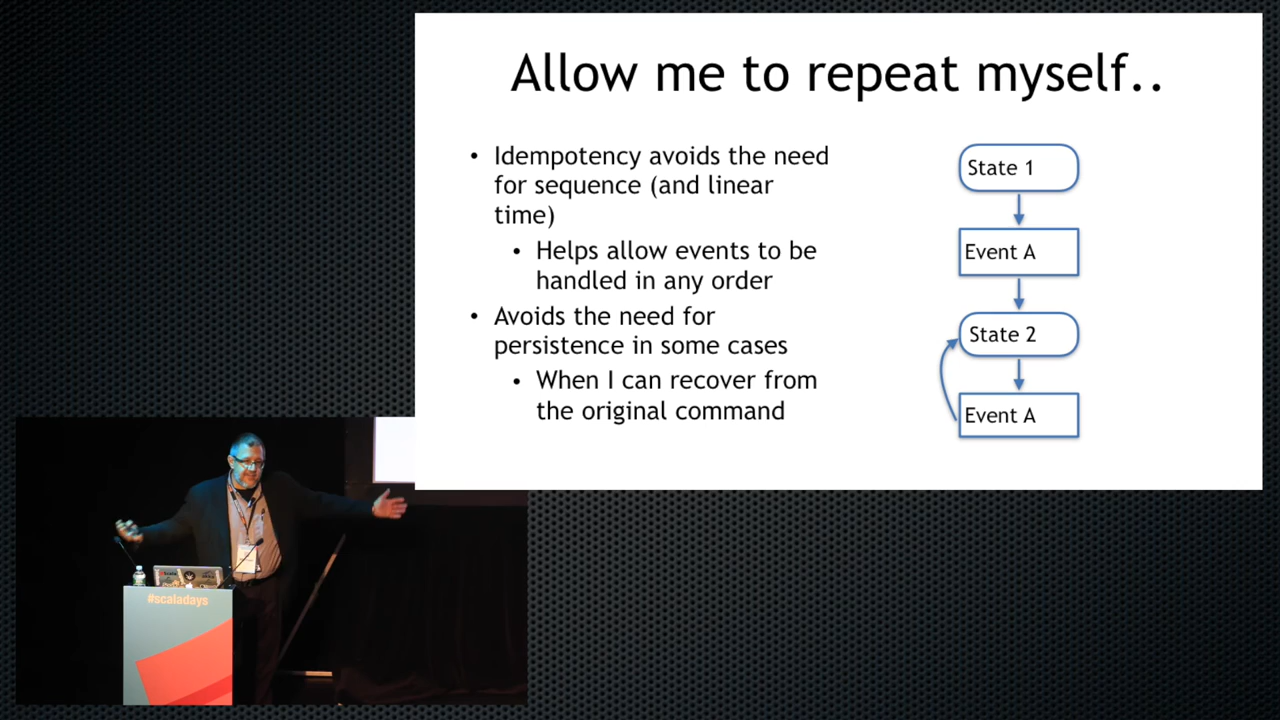 Allow me to repeat myself..
• Idempotency avoids the need
for sequence (and linear
time)
• Helps allow events to be
handled in any order
• Avoids the need for
persistence in some cases
• When I can recover from
the original command
State 1
Event A
State 2
Event A
#scaladays